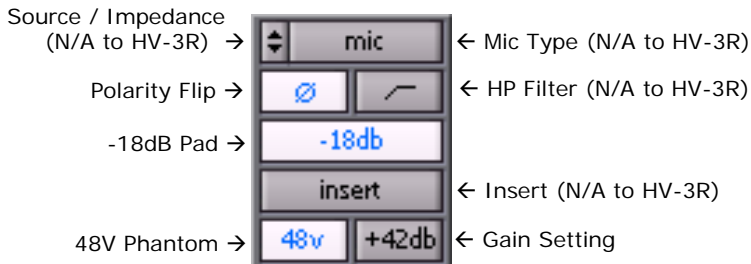 Source / Impedance
(N/A to HV-3R) → mic ← Mic Type (N/A to HV-3R)
Polarity Flip → Ø ← HP Filter (N/A to HV-3R)
-18dB Pad → -18db
insert ← Insert (N/A to HV-3R)
48V Phantom → 48v +42db ← Gain Setting